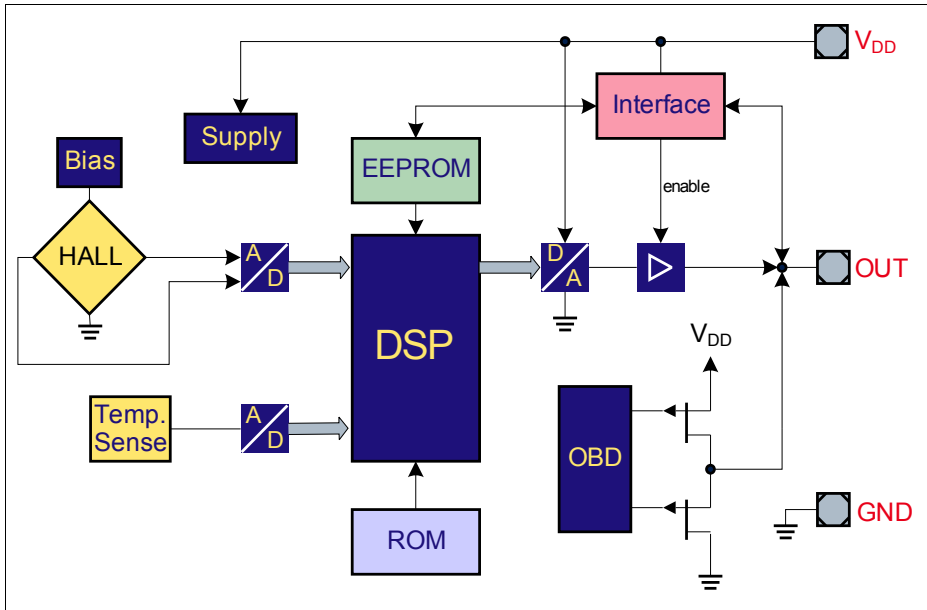 VDD
Interface
Supply
Bias
EEPROM
enable
HALL
A
D
D
A
OUT
DSP
VDD
Temp.
Sense
A
D
OBD
GND
ROM